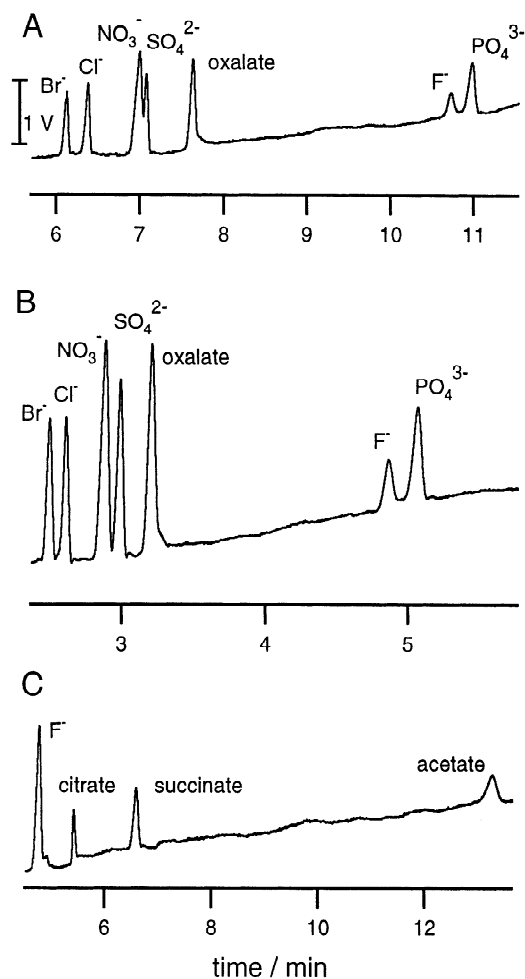 A
NO₃⁻ SO₄²⁻
Br⁻ Cl⁻ oxalate F⁻ PO₄³⁻
1 V
6 7 8 9 10 11
B
SO₄²⁻
NO₃⁻ oxalate
Br⁻ Cl⁻ F⁻ PO₄³⁻
3 4 5
C
F⁻
citrate succinate acetate
6 8 10 12
time / min